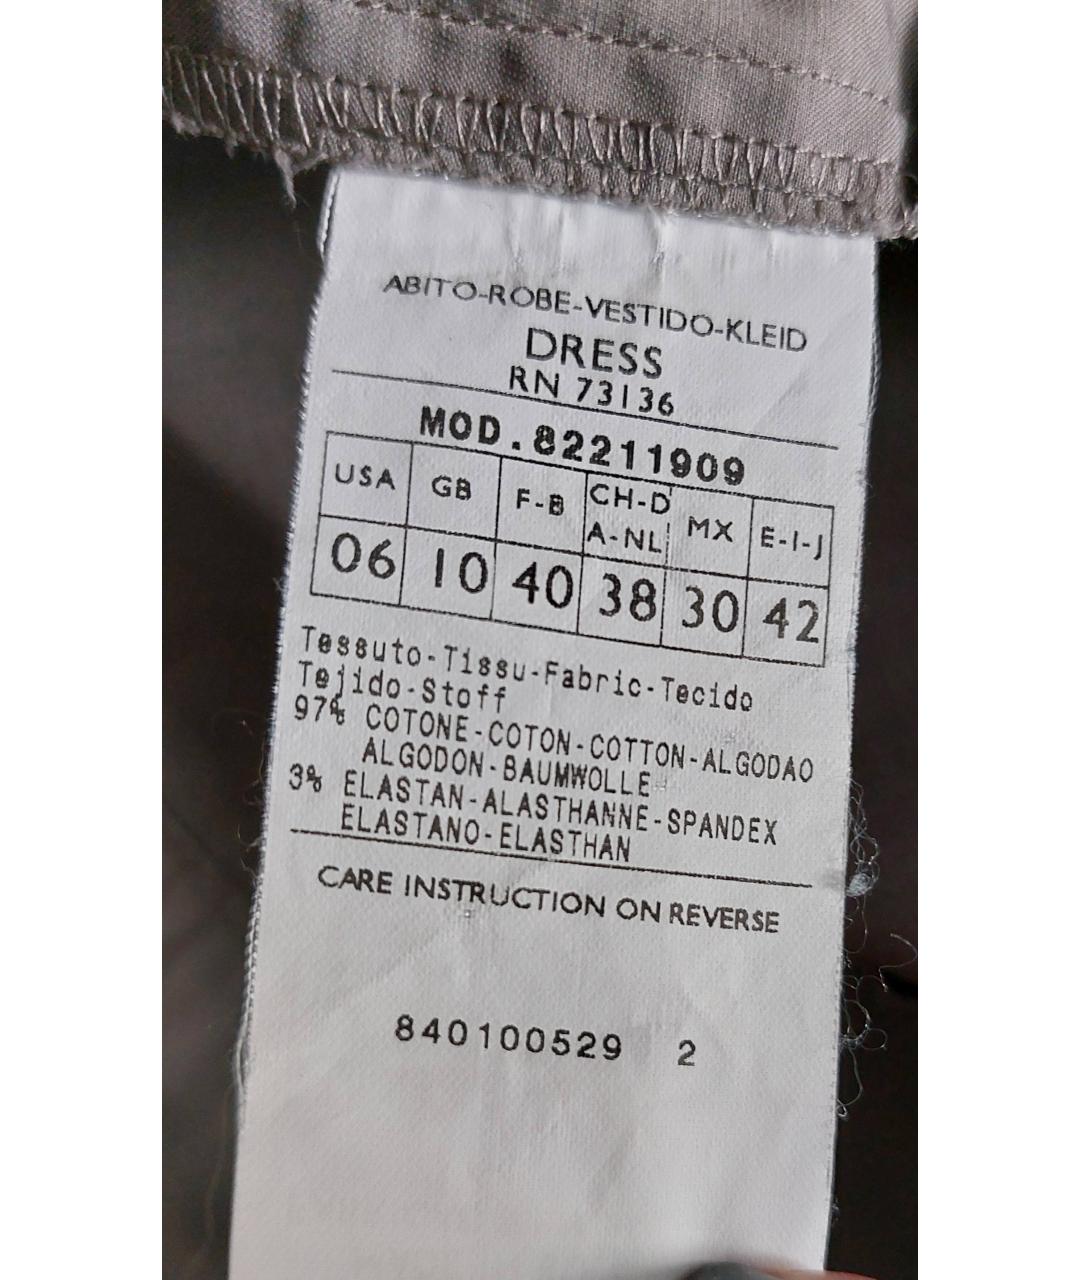 ABITO-ROBE-VESTIDO-KLEID
DRESS
RN 73136
MOD.82211909
USA GB F-B CH-D A-NL MX E-I-J
06 10 40 38 30 42
Tessuto-Tissu-Fabric-Tecido
Tejido-Stoff
97% COTONE-COTON-COTTON-ALGODAO
ALGODON-BAUMWOLLE
3% ELASTAN-ALASTHANNE-SPANDEX
ELASTANO-ELASTHAN
CARE INSTRUCTION ON REVERSE
840100529 2